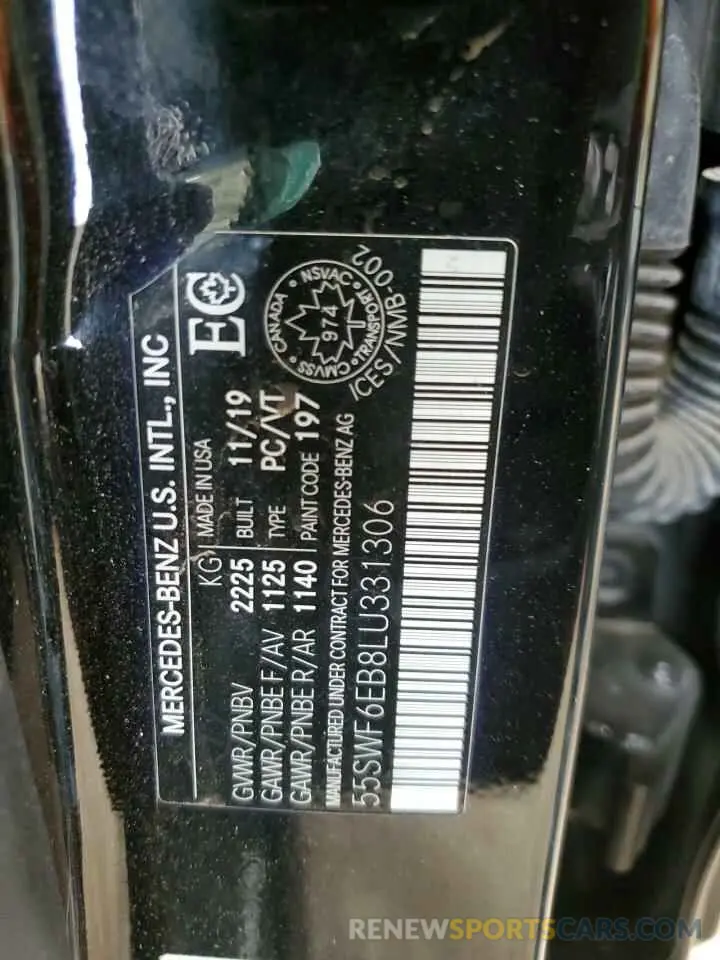 MERCEDES-BENZ U.S. INTL., INC
KG MADE IN USA
GVWR/PNBV 2225 BUILT 11/19
GAWR/PNBE F/AV 1125 TYPE PC/VT
GAWR/PNBE R/AR 1140 PAINT CODE 197
MANUFACTURED UNDER CONTRACT FOR MERCEDES-BENZ AG
55SWF6EB8LU331306
EC
CANADA • NSVAC • TRANSPORT • CMVSS •
974
ICES/NMB-002
RENEWSPORTSCARS.COM